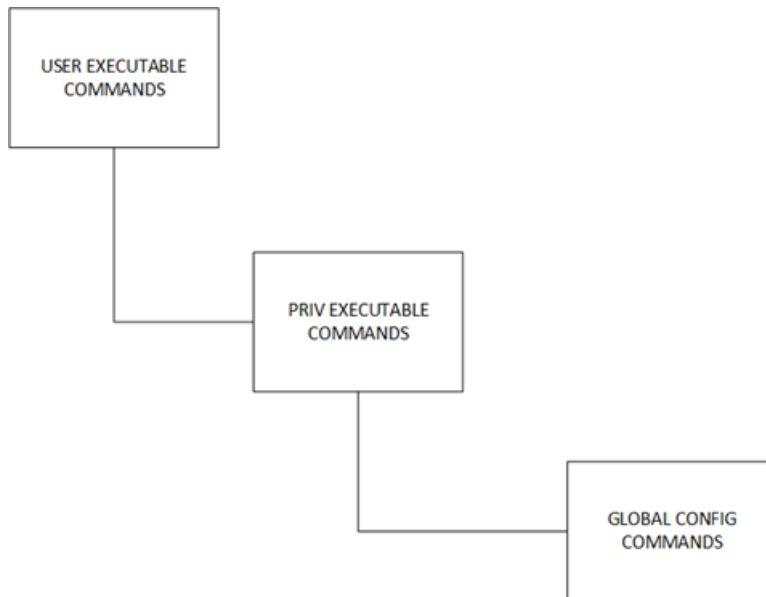 USER EXECUTABLE
COMMANDS
PRIV EXECUTABLE
COMMANDS
GLOBAL CONFIG
COMMANDS